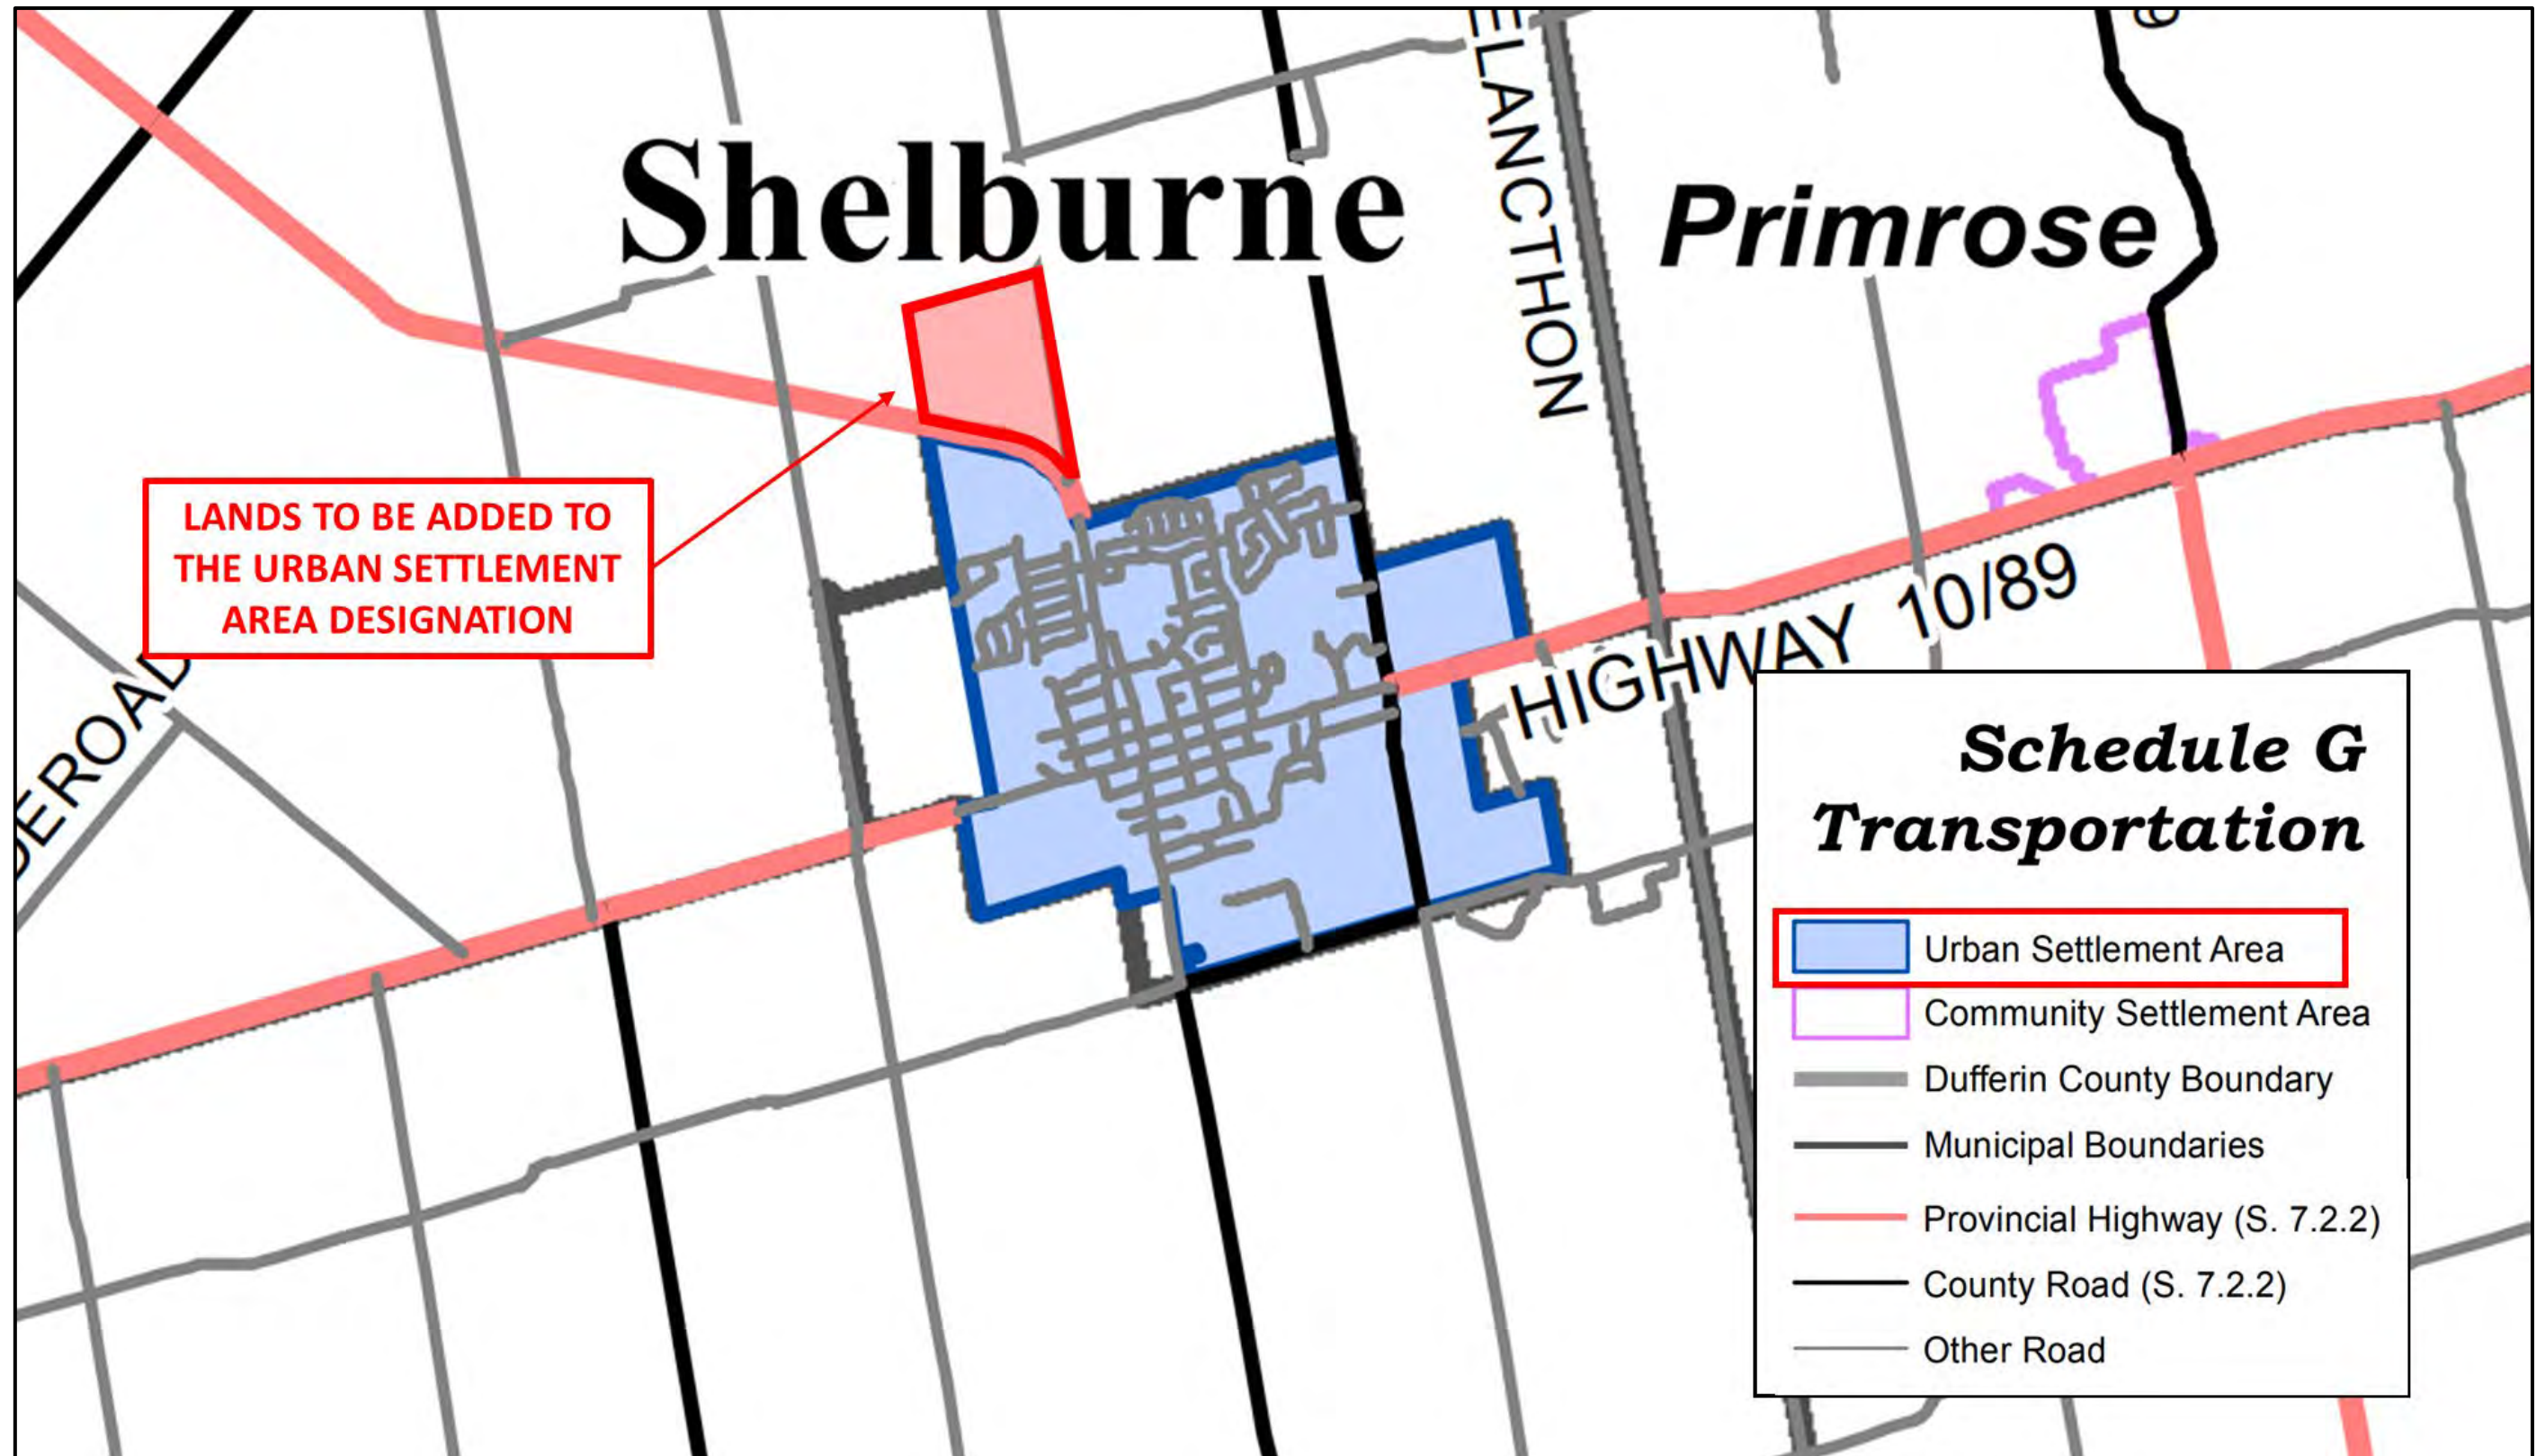 Shelburne
Primrose
ELANCTHON
9
LANDS TO BE ADDED TO
THE URBAN SETTLEMENT
AREA DESIGNATION
HIGHWAY 10/89
DEROAD
Schedule G
Transportation
Urban Settlement Area
Community Settlement Area
Dufferin County Boundary
Municipal Boundaries
Provincial Highway (S. 7.2.2)
County Road (S. 7.2.2)
Other Road